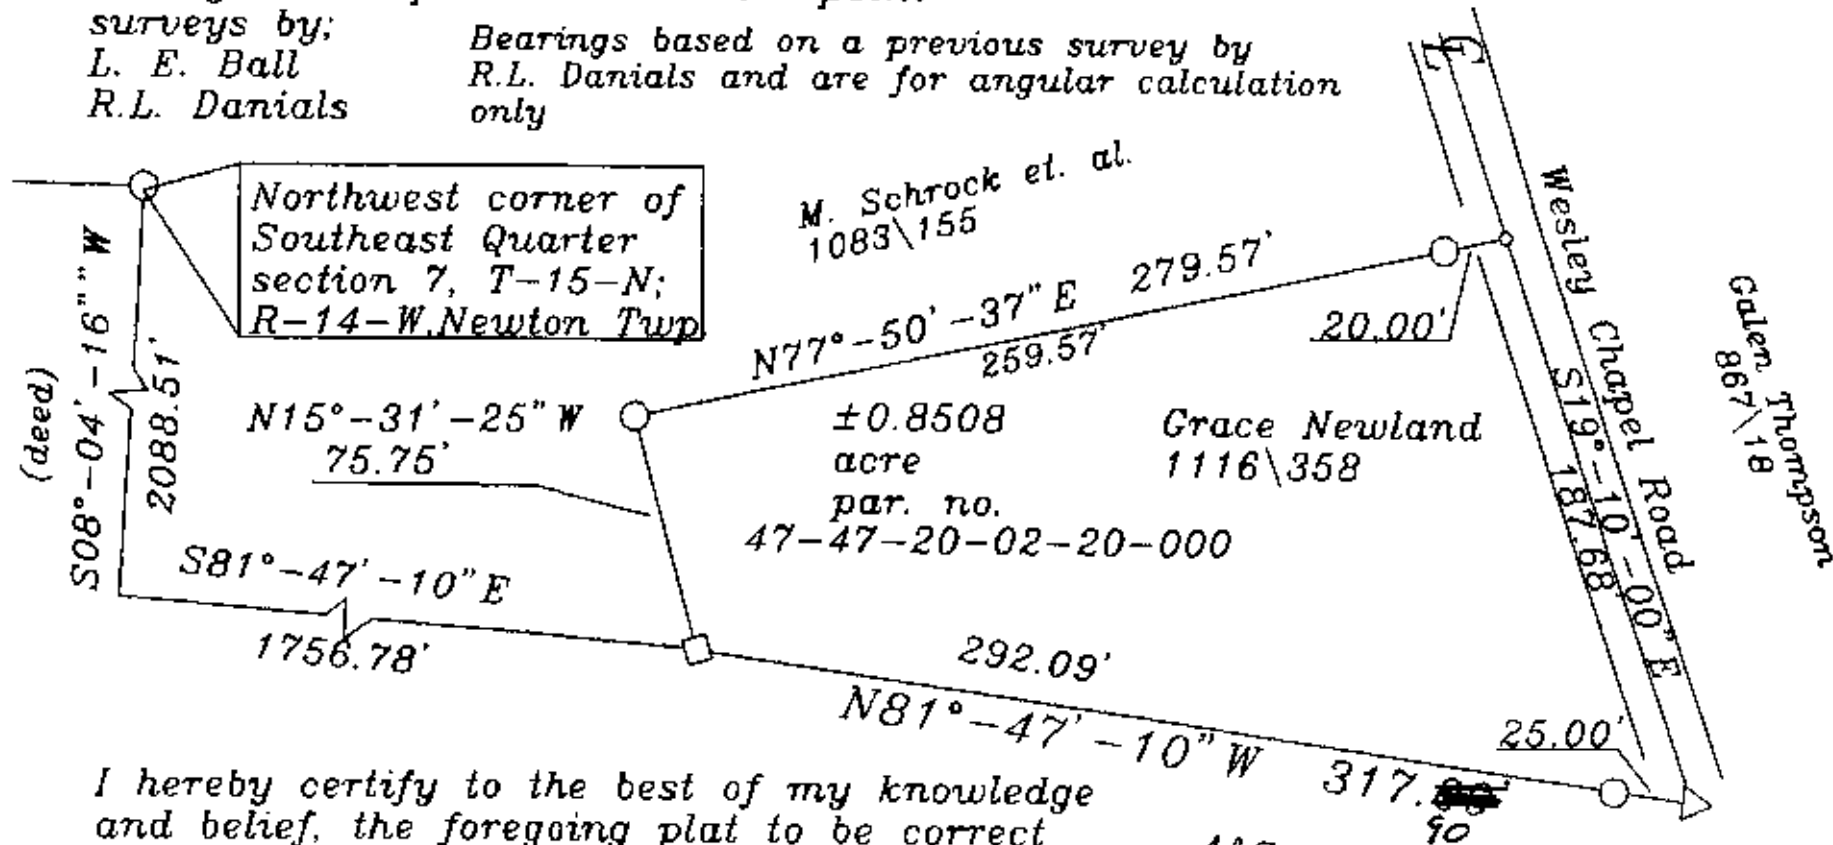 surveys by;
L. E. Ball
R.L. Danials
Bearings based on a previous survey by
R.L. Danials and are for angular calculation
only
Northwest corner of
Southeast Quarter
section 7, T-15-N;
R-14-W,Newton Twp
M. Schrock et. al.
1083\155
N77°-50'-37" E 279.57'
259.57'
20.00'
Wesley Chapel Road
S19°-10'-00" E
187.68'
Galen Thompson
867\18
(deed)
S08°-04'-16"" W
2088.51'
N15°-31'-25" W
75.75'
±0.8508
acre
par. no.
47-47-20-02-20-000
Grace Newland
1116\358
S81°-47'-10" E
1756.78'
292.09'
N81°-47'-10" W 317.
90
25.00'
I hereby certify to the best of my knowledge
and belief, the foregoing plat to be correct